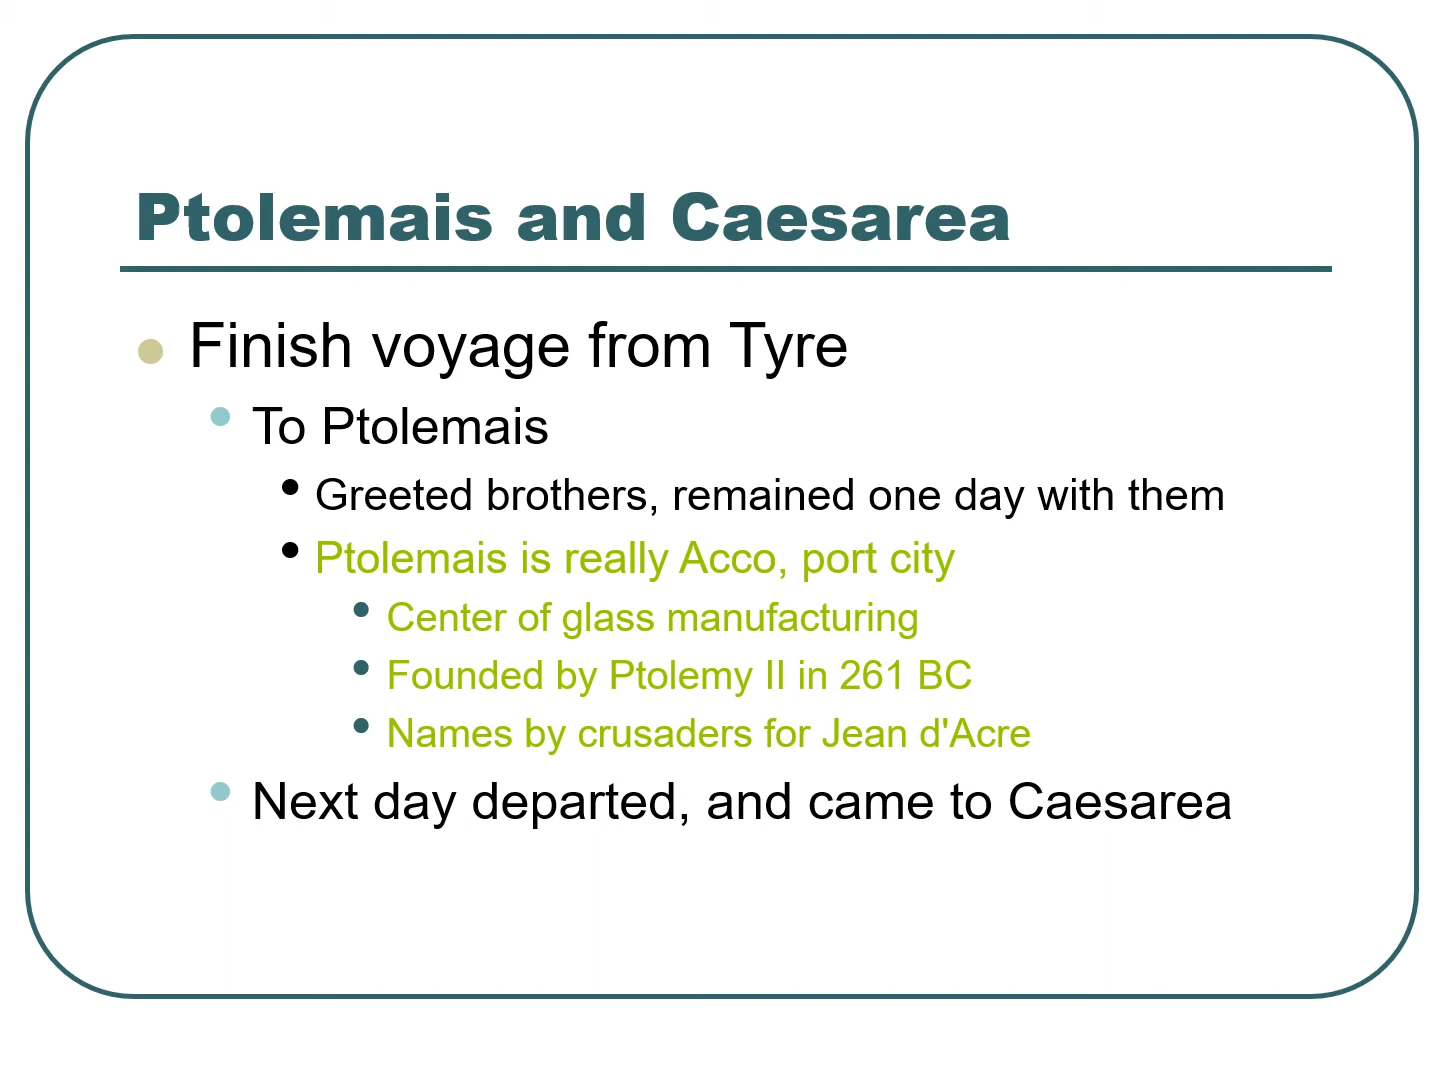 Ptolemais and Caesarea
Finish voyage from Tyre
To Ptolemais
Greeted brothers, remained one day with them
Ptolemais is really Acco, port city
Center of glass manufacturing
Founded by Ptolemy II in 261 BC
Names by crusaders for Jean d'Acre
Next day departed, and came to Caesarea